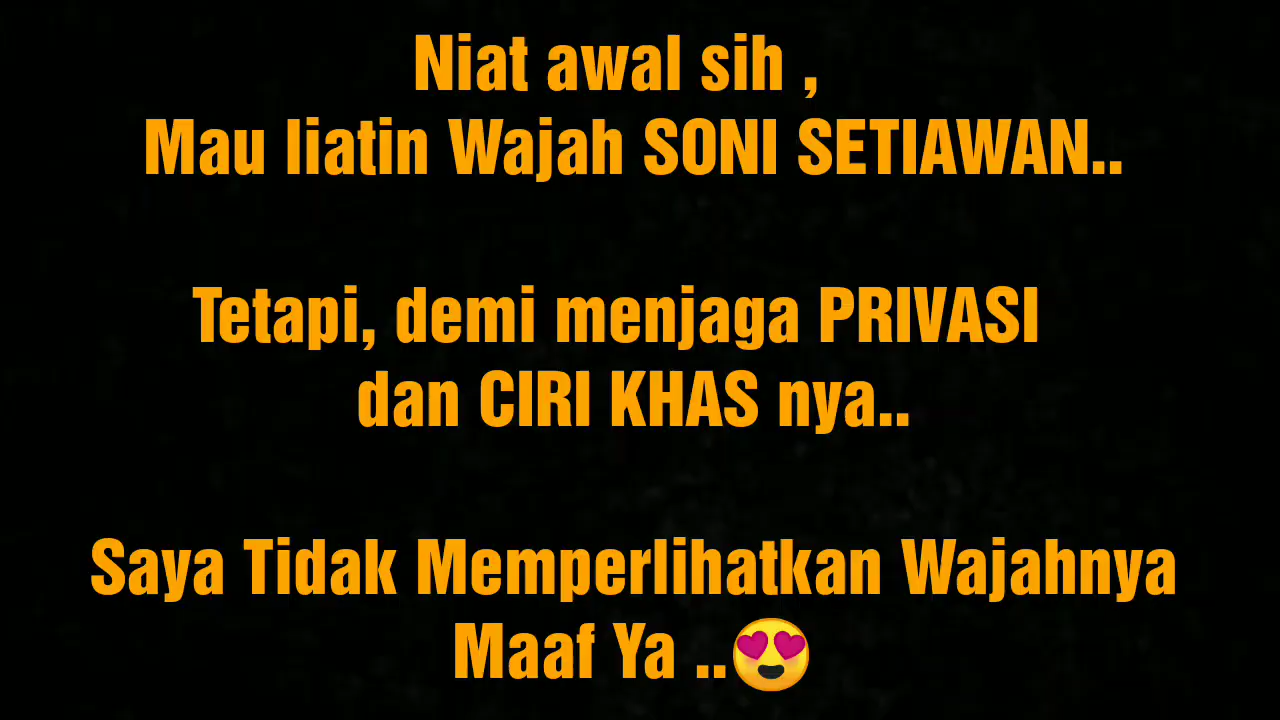 Niat awal sih ,
Mau liatin Wajah SONI SETIAWAN..
Tetapi, demi menjaga PRIVASI
dan CIRI KHAS nya..
Saya Tidak Memperlihatkan Wajahnya
Maaf Ya ..😍